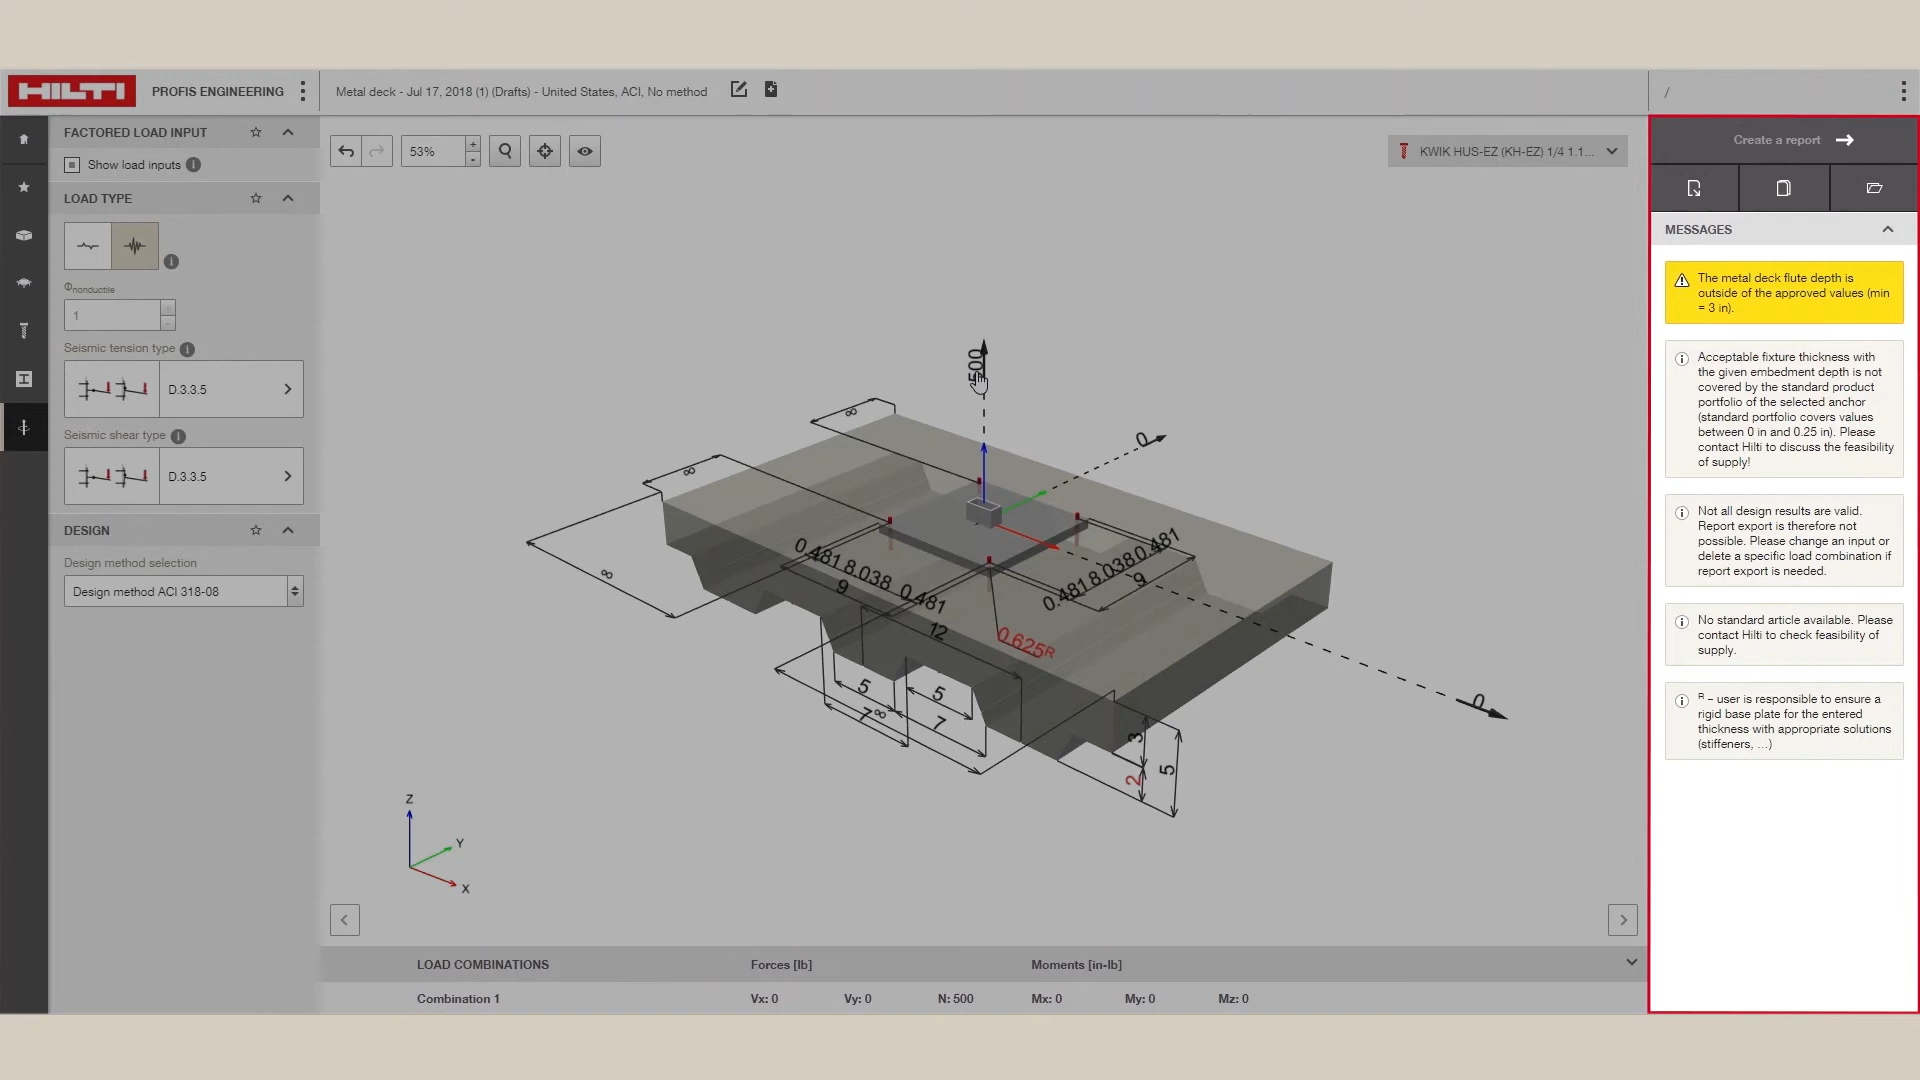 HILTI
PROFIS ENGINEERING
Metal deck - Jul 17, 2018 (1) (Drafts) - United States, ACI, No method
/
FACTORED LOAD INPUT
Show load inputs
LOAD TYPE
Φnonductile
1
Seismic tension type
D.3.3.5
Seismic shear type
D.3.3.5
DESIGN
Design method selection
Design method ACI 318-08
53%
+
-
KWIK HUS-EZ (KH-EZ) 1/4 1.1...
500
0
∞
∞
∞
0.481 8.038 0.481
9
0.481 8.038 0.481
9
12
0.625R
0
5
5
7
∞
7
3
2
5
Z
Y
X
LOAD COMBINATIONS
Forces [lb]
Moments [in-lb]
Combination 1
Vx: 0
Vy: 0
N: 500
Mx: 0
My: 0
Mz: 0
Create a report
MESSAGES
The metal deck flute depth is
outside of the approved values (min
= 3 in).
Acceptable fixture thickness with
the given embedment depth is not
covered by the standard product
portfolio of the selected anchor
(standard portfolio covers values
between 0 in and 0.25 in). Please
contact Hilti to discuss the feasibility
of supply!
Not all design results are valid.
Report export is therefore not
possible. Please change an input or
delete a specific load combination if
report export is needed.
No standard article available. Please
contact Hilti to check feasibility of
supply.
R – user is responsible to ensure a
rigid base plate for the entered
thickness with appropriate solutions
(stiffeners, ...)